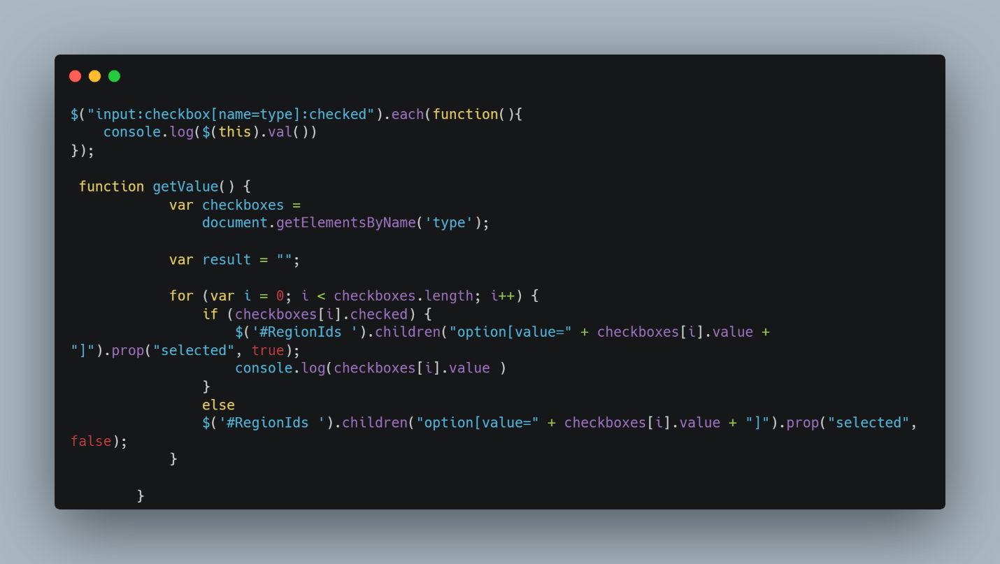 $("input:checkbox[name=type]:checked").each(function(){
    console.log($(this).val())
});

 function getValue() {
            var checkboxes =
                document.getElementsByName('type');

            var result = "";

            for (var i = 0; i < checkboxes.length; i++) {
                if (checkboxes[i].checked) {
                    $('#RegionIds ').children("option[value=" + checkboxes[i].value +
"]").prop("selected", true);
                    console.log(checkboxes[i].value )
                }
                else
                $('#RegionIds ').children("option[value=" + checkboxes[i].value + "]").prop("selected",
false);
            }

        }